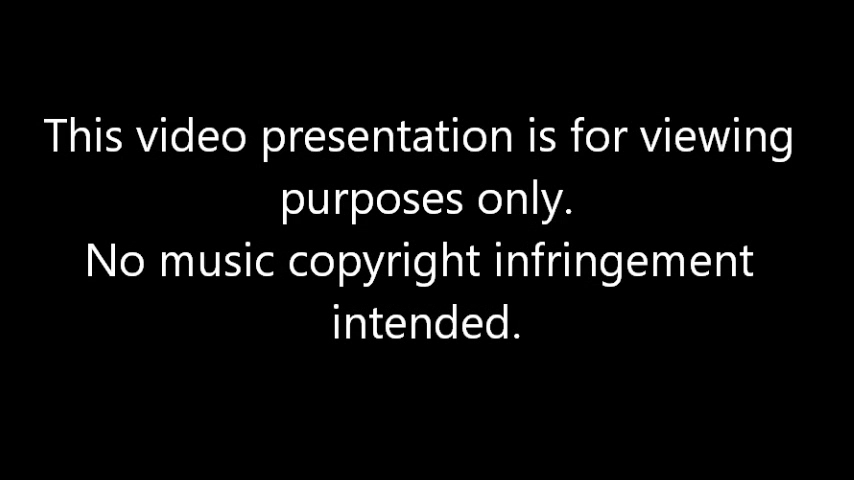 This video presentation is for viewing
purposes only.
No music copyright infringement
intended.